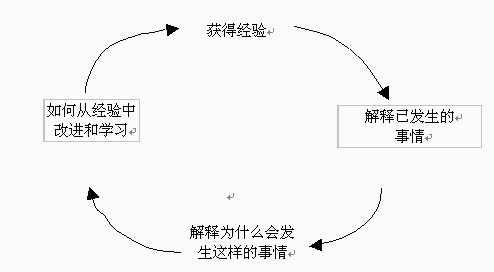 获得经验
如何从经验中
改进和学习
解释已发生的
事情
解释为什么会发
生这样的事情